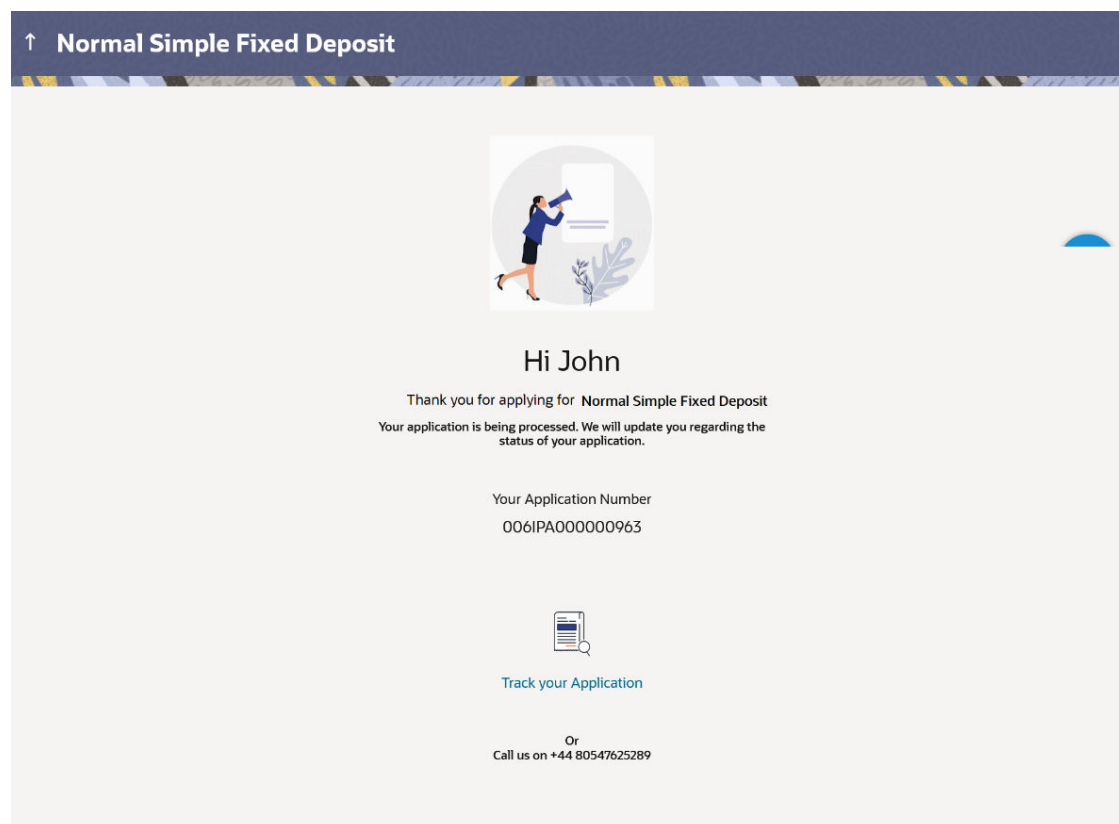 ↑ Normal Simple Fixed Deposit
Hi John
Thank you for applying for Normal Simple Fixed Deposit
Your application is being processed. We will update you regarding the
status of your application.
Your Application Number
006IPA000000963
Track your Application
Or
Call us on +44 80547625289